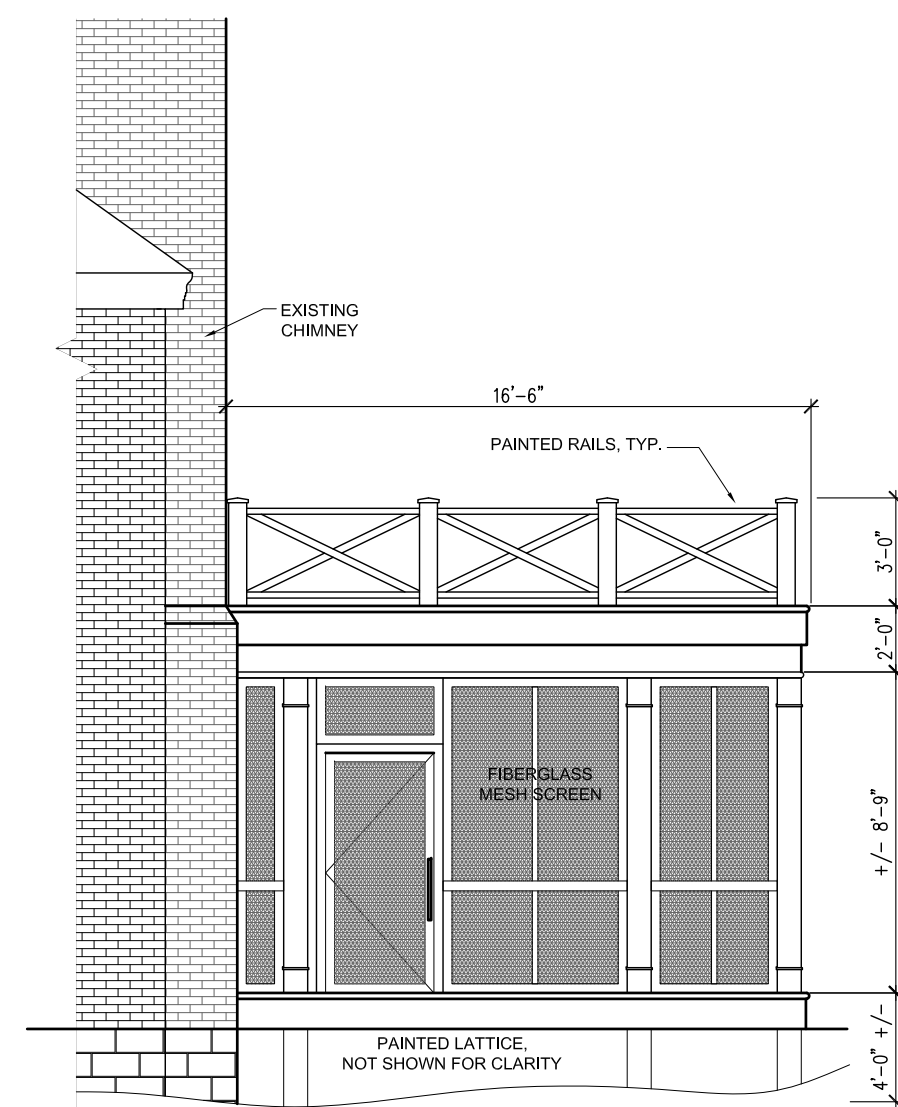 EXISTING
CHIMNEY
16'-6"
PAINTED RAILS, TYP.
3'-0"
2'-0"
FIBERGLASS
MESH SCREEN
+/- 8'-9"
PAINTED LATTICE,
NOT SHOWN FOR CLARITY
4'-0" +/-